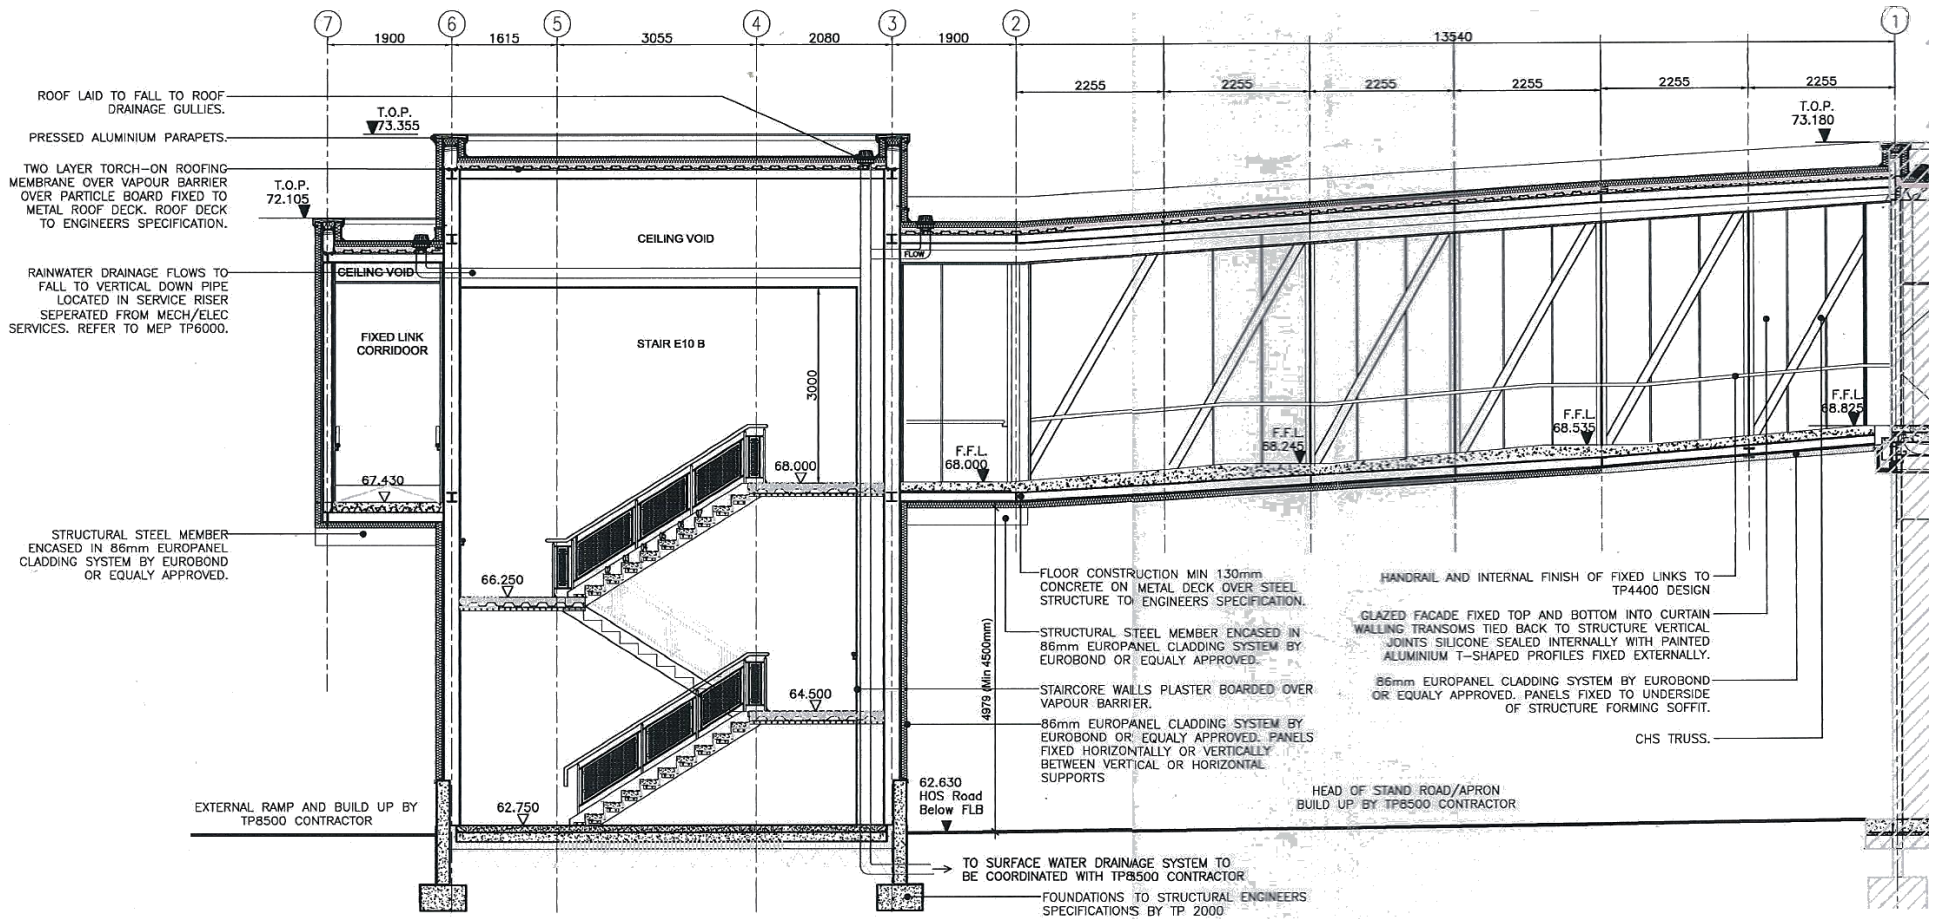 7
6
5
4
3
2
1
1900
1615
3055
2080
1900
13540
2255
2255
2255
2255
2255
2255
ROOF LAID TO FALL TO ROOF
DRAINAGE GULLIES.
PRESSED ALUMINIUM PARAPETS.
TWO LAYER TORCH-ON ROOFING
MEMBRANE OVER VAPOUR BARRIER
OVER PARTICLE BOARD FIXED TO
METAL ROOF DECK. ROOF DECK
TO ENGINEERS SPECIFICATION.
RAINWATER DRAINAGE FLOWS TO
FALL TO VERTICAL DOWN PIPE
LOCATED IN SERVICE RISER
SEPERATED FROM MECH/ELEC
SERVICES. REFER TO MEP TP6000.
STRUCTURAL STEEL MEMBER
ENCASED IN 86mm EUROPANEL
CLADDING SYSTEM BY EUROBOND
OR EQUALY APPROVED.
EXTERNAL RAMP AND BUILD UP BY
TP8500 CONTRACTOR
T.O.P.
73.355
T.O.P.
72.105
T.O.P.
73.180
CEILING VOID
CEILING VOID
FLOW
FIXED LINK
CORRIDOOR
STAIR E10 B
3000
67.430
68.000
66.250
64.500
62.750
F.F.L.
68.000
F.F.L.
68.245
F.F.L.
68.535
F.F.L.
68.825
4979 (Min 4500mm)
62.630
HOS Road
Below FLB
FLOOR CONSTRUCTION MIN 130mm
CONCRETE ON METAL DECK OVER STEEL
STRUCTURE TO ENGINEERS SPECIFICATION.
STRUCTURAL STEEL MEMBER ENCASED IN
86mm EUROPANEL CLADDING SYSTEM BY
EUROBOND OR EQUALY APPROVED.
STAIRCORE WALLS PLASTER BOARDED OVER
VAPOUR BARRIER.
86mm EUROPANEL CLADDING SYSTEM BY
EUROBOND OR EQUALY APPROVED. PANELS
FIXED HORIZONTALLY OR VERTICALLY
BETWEEN VERTICAL OR HORIZONTAL
SUPPORTS
HANDRAIL AND INTERNAL FINISH OF FIXED LINKS TO
TP4400 DESIGN
GLAZED FACADE FIXED TOP AND BOTTOM INTO CURTAIN
WALLING TRANSOMS TIED BACK TO STRUCTURE VERTICAL
JOINTS SILICONE SEALED INTERNALLY WITH PAINTED
ALUMINIUM T-SHAPED PROFILES FIXED EXTERNALLY.
86mm EUROPANEL CLADDING SYSTEM BY EUROBOND
OR EQUALY APPROVED. PANELS FIXED TO UNDERSIDE
OF STRUCTURE FORMING SOFFIT.
CHS TRUSS.
HEAD OF STAND ROAD/APRON
BUILD UP BY TP8500 CONTRACTOR
TO SURFACE WATER DRAINAGE SYSTEM TO
BE COORDINATED WITH TP8500 CONTRACTOR
FOUNDATIONS TO STRUCTURAL ENGINEERS
SPECIFICATIONS BY TP 2000